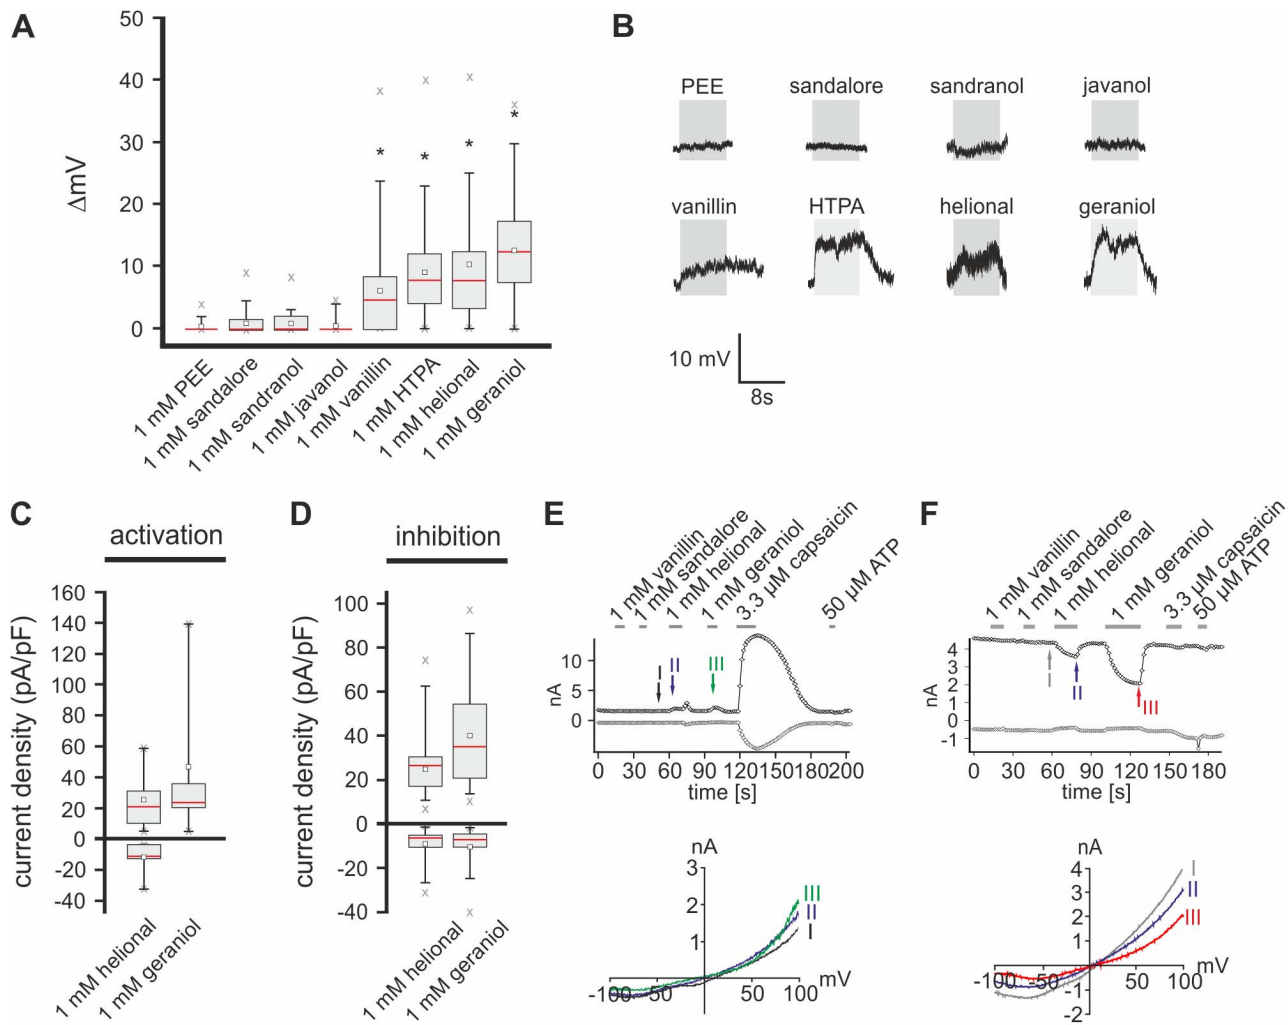 A
50
40
30
20
10
0
ΔmV
x x x x x x x x
* * * *
1 mM PEE
1 mM sandalore
1 mM sandranol
1 mM javanol
1 mM vanillin
1 mM HTPA
1 mM helional
1 mM geraniol
B
PEE sandalore sandranol javanol
vanillin HTPA helional geraniol
10 mV
8s
C
activation
160
140
120
100
80
60
40
20
0
-20
-40
current density (pA/pF)
1 mM helional
1 mM geraniol
D
inhibition
100
80
60
40
20
0
-20
-40
current density (pA/pF)
1 mM helional
1 mM geraniol
E
1 mM vanillin
1 mM sandalore
1 mM helional
1 mM geraniol
3.3 µM capsaicin
50 µM ATP
10
5
0
nA
I II III
0 30 60 90 120 150 180 200
time [s]
nA
3
2
1
III
II
I
-100 -50 50 100
mV
F
1 mM vanillin
1 mM sandalore
1 mM helional
1 mM geraniol
3.3 µM capsaicin
50 µM ATP
4
3
2
1
0
-1
nA
I II III
0 30 60 90 120 150 180
time [s]
nA
4
3
2
1
-1
-2
I
II
III
-100 -50 0 50 100
mV